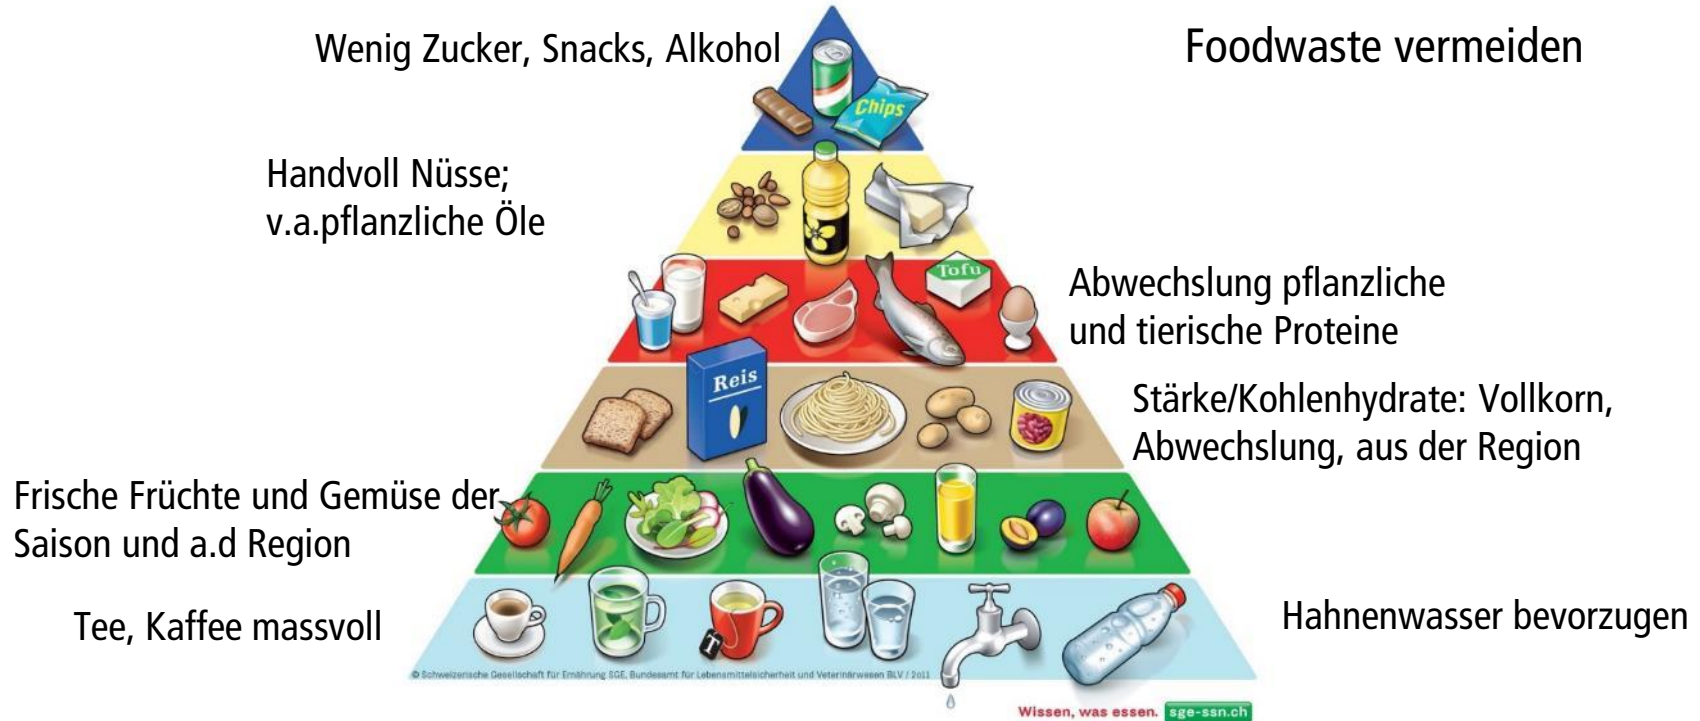 Wenig Zucker, Snacks, Alkohol
Foodwaste vermeiden
Chips
Handvoll Nüsse;
v.a.pflanzliche Öle
Tofu
Abwechslung pflanzliche
und tierische Proteine
Reis
Stärke/Kohlenhydrate: Vollkorn,
Abwechslung, aus der Region
Frische Früchte und Gemüse der
Saison und a.d Region
Tee, Kaffee massvoll
T
Hahnenwasser bevorzugen
© Schweizerische Gesellschaft für Ernährung SGE, Bundesamt für Lebensmittelsicherheit und Veterinärwesen BLV / 2011
Wissen, was essen. sge-ssn.ch